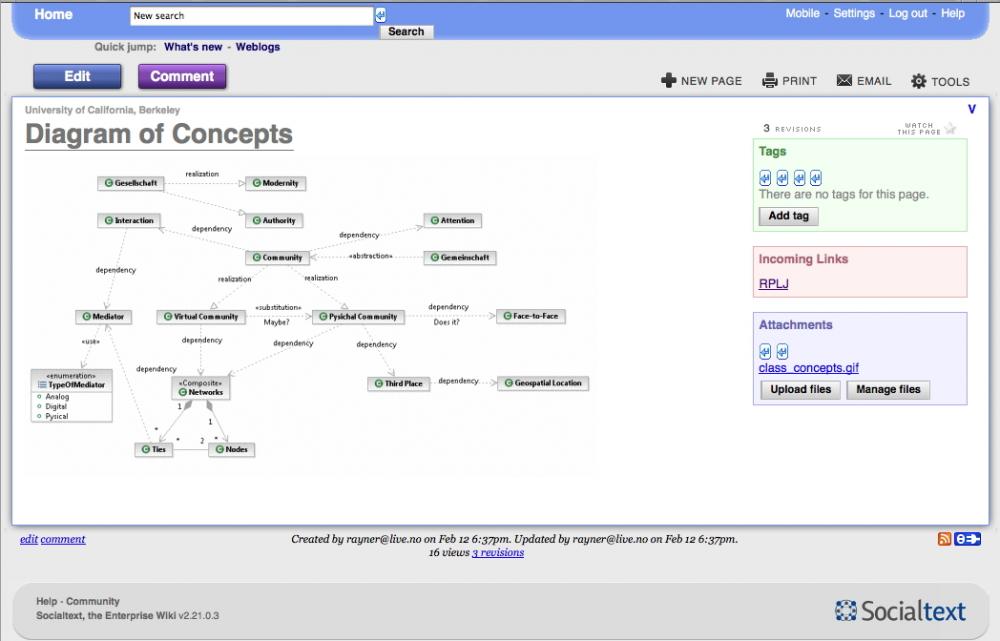 Home
New search
Search
Mobile - Settings - Log out - Help
Quick jump: What's new - Weblogs
Edit
Comment
NEW PAGE
PRINT
EMAIL
TOOLS
V
University of California, Berkeley
Diagram of Concepts
3 REVISIONS
WATCH
THIS PAGE
Gesellschaft
realization
Modernity
Interaction
Authority
Attention
dependency
dependency
Community
«abstraction»
Gemeinschaft
dependency
realization
realization
Mediator
Virtual Community
«substitution»
Maybe?
Pysichal Community
dependency
Does it?
Face-to-Face
«use»
dependency
dependency
dependency
dependency
«enumeration»
TypeOfMediator
Analog
Digital
Pysical
«Composite»
Networks
Third Place
dependency
Geospatial Location
1
1
*
*
2
*
Ties
Nodes
Tags
There are no tags for this page.
Add tag
Incoming Links
RPLJ
Attachments
class_concepts.gif
Upload files
Manage files
edit comment
Created by rayner@live.no on Feb 12 6:37pm. Updated by rayner@live.no on Feb 12 6:37pm.
16 views 3 revisions
Help - Community
Socialtext, the Enterprise Wiki v2.21.0.3
Socialtext